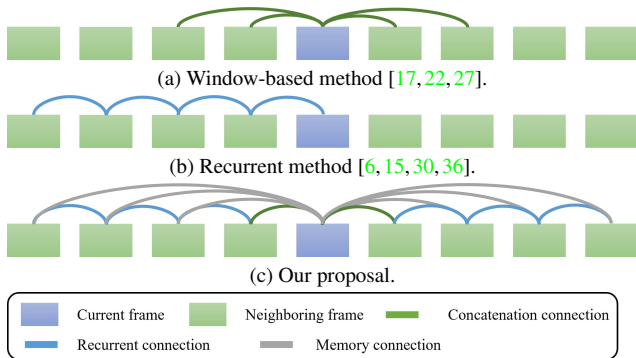 (a) Window-based method [17, 22, 27].
(b) Recurrent method [6, 15, 30, 36].
(c) Our proposal.
Current frame Neighboring frame Concatenation connection
Recurrent connection Memory connection